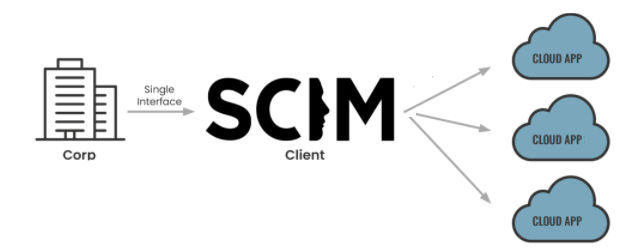 Single
Interface
Corp
SCIM
Client
CLOUD APP
CLOUD APP
CLOUD APP